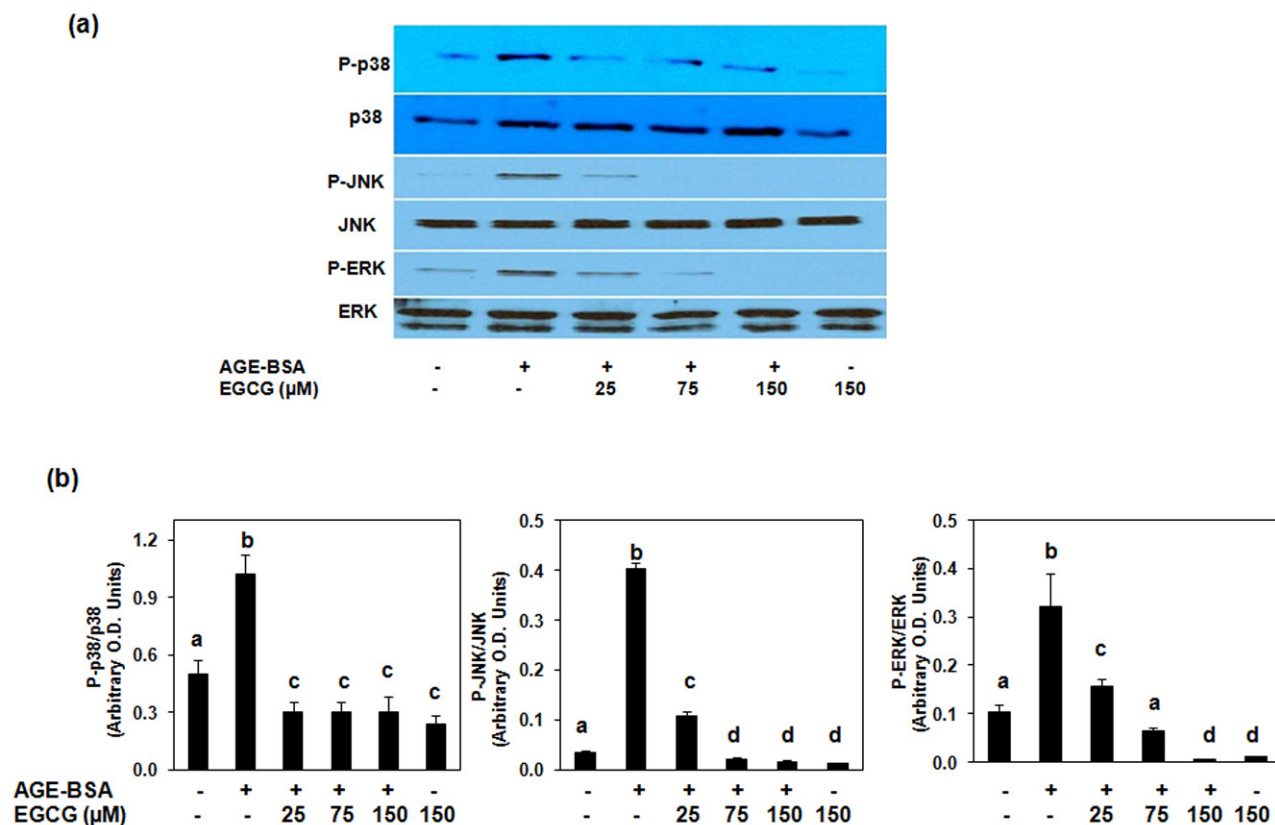 (a)
P-p38
p38
P-JNK
JNK
P-ERK
ERK
AGE-BSA - + + + + -
EGCG (µM) - - 25 75 150 150
(b)
P-p38/p38
(Arbitrary O.D. Units)
1.2
0.9
0.6
0.3
0.0
a b c c c c
P-JNK/JNK
(Arbitrary O.D. Units)
0.5
0.4
0.3
0.2
0.1
0.0
a b c d d d
P-ERK/ERK
(Arbitrary O.D. Units)
0.5
0.4
0.3
0.2
0.1
0.0
a b c a d d
AGE-BSA - + + + + - - + + + + - - + + + + -
EGCG (µM) - - 25 75 150 150 - - 25 75 150 150 - - 25 75 150 150